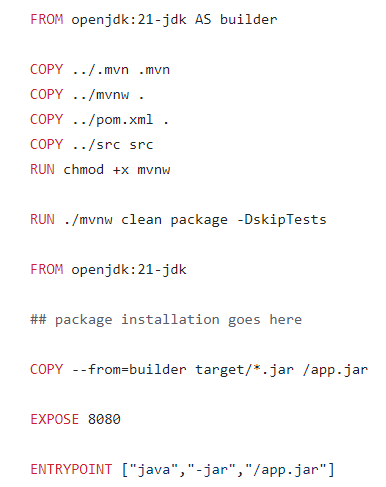 FROM openjdk:21-jdk AS builder
COPY ../.mvn .mvn
COPY ../mvnw .
COPY ../pom.xml .
COPY ../src src
RUN chmod +x mvnw
RUN ./mvnw clean package -DskipTests
FROM openjdk:21-jdk
## package installation goes here
COPY --from=builder target/*.jar /app.jar
EXPOSE 8080
ENTRYPOINT ["java","-jar","/app.jar"]